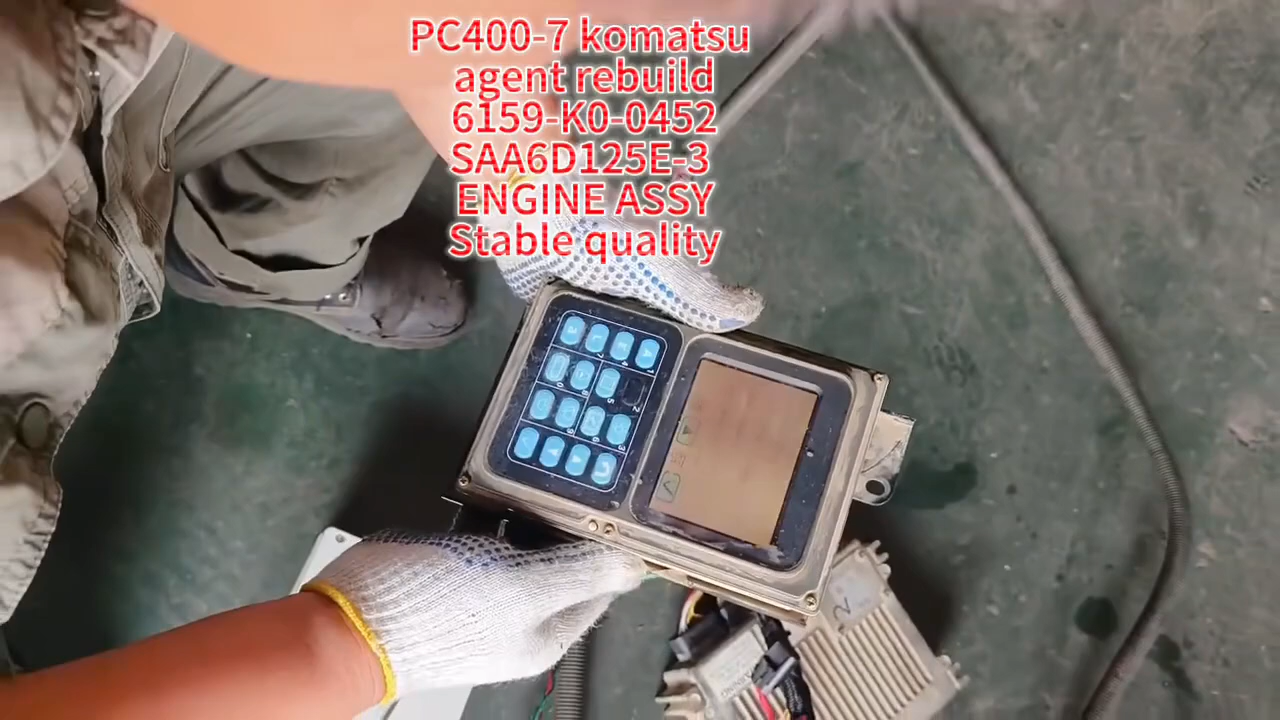 PC400-7 komatsu
agent rebuild
6159-K0-0452
SAA6D125E-3
ENGINE ASSY
Stable quality